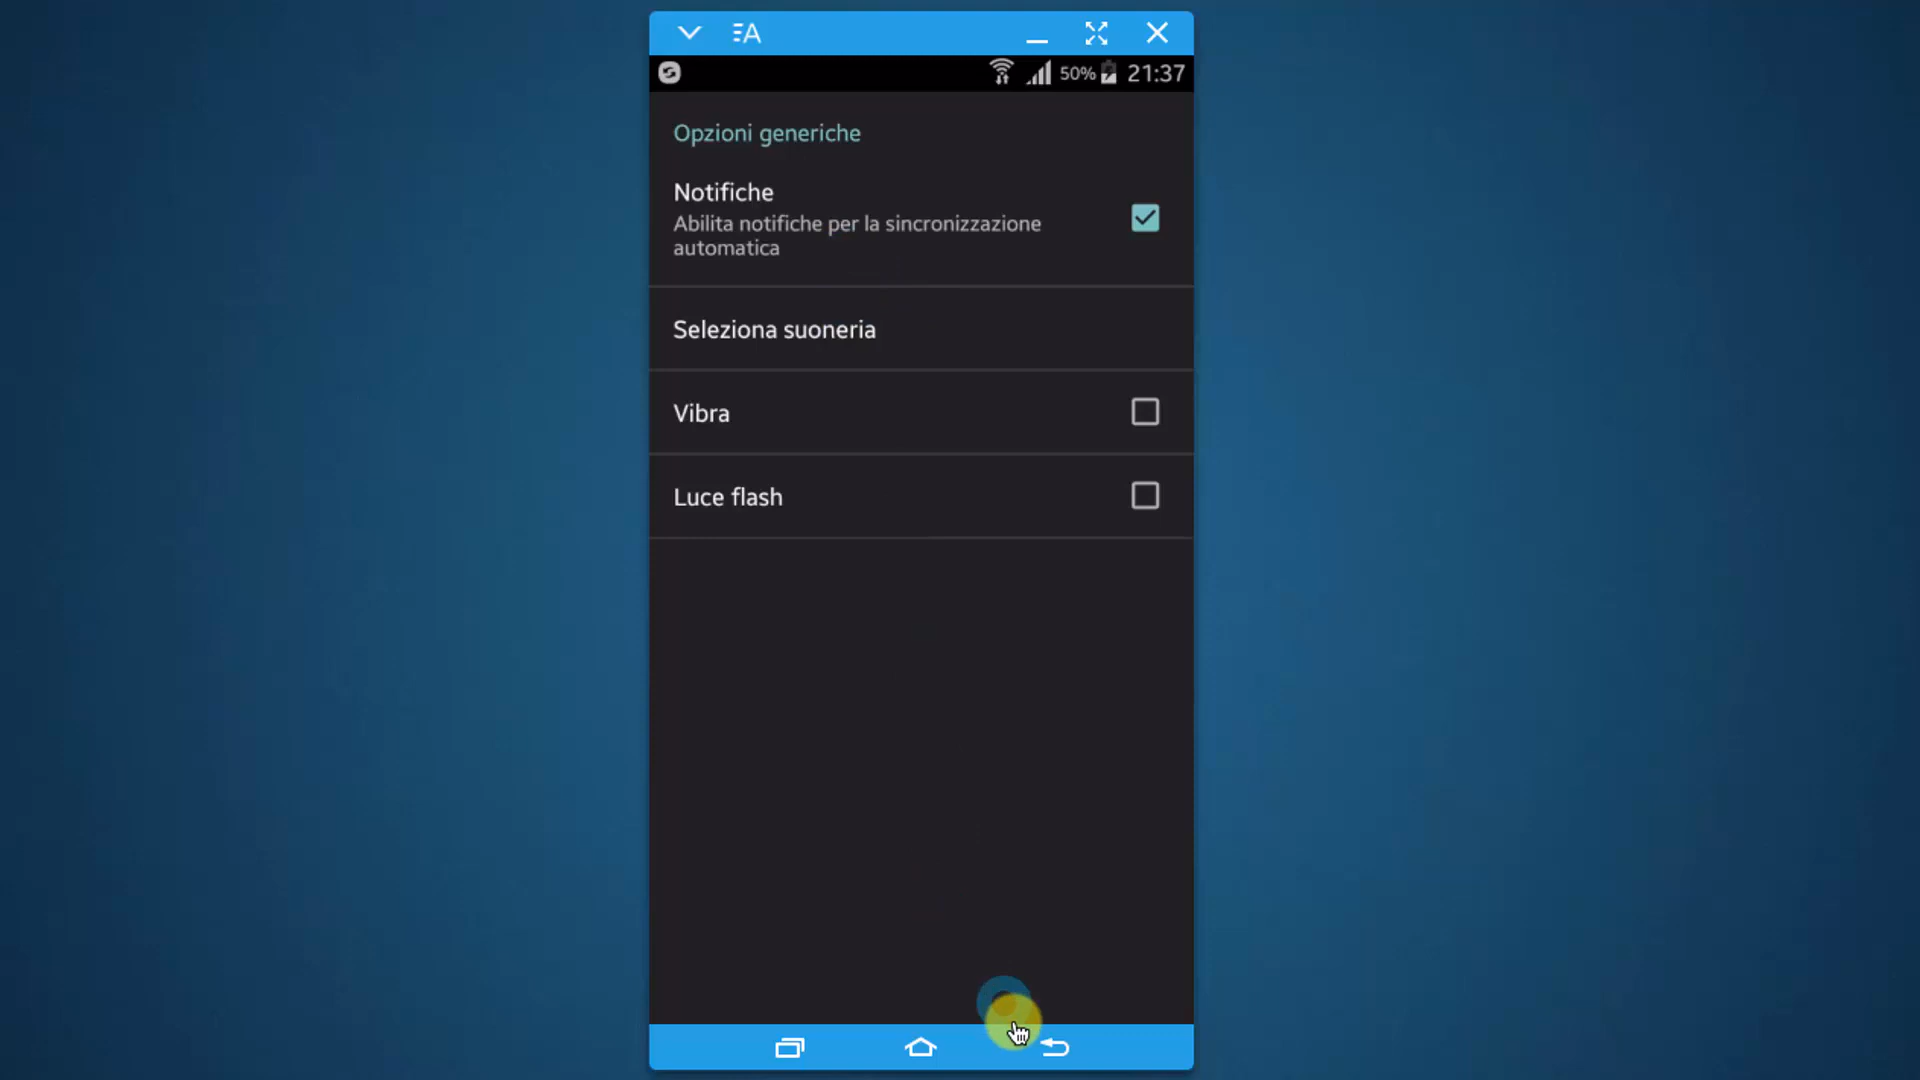 A
50% 21:37
Opzioni generiche
Notifiche
Abilita notifiche per la sincronizzazione
automatica
Seleziona suoneria
Vibra
Luce flash